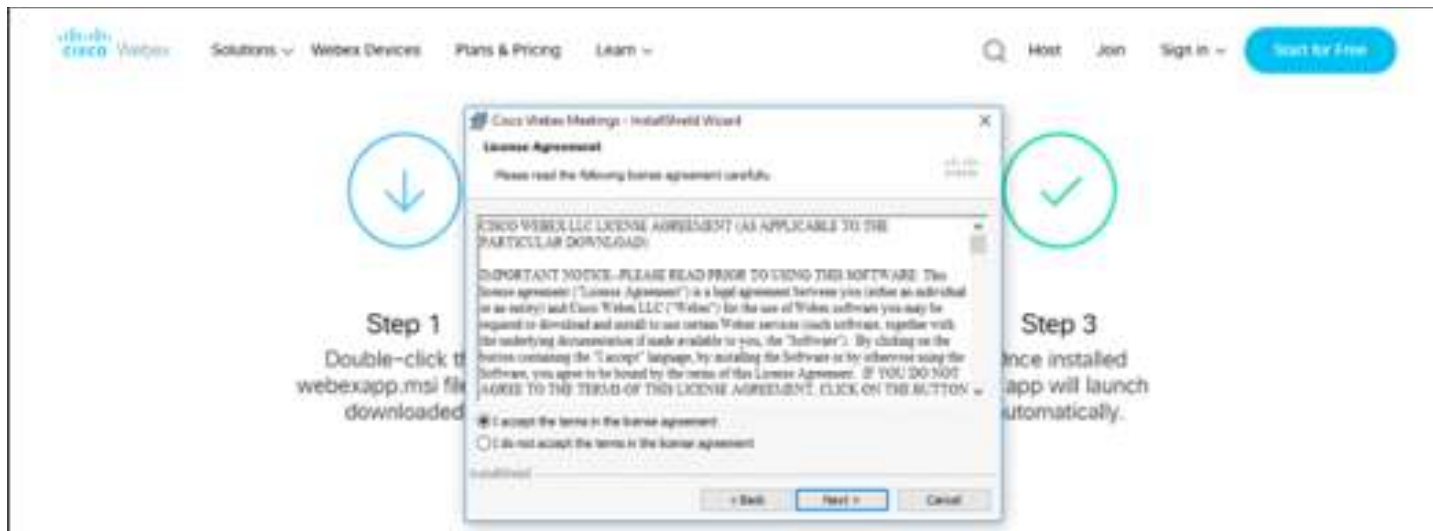 cisco Webex
Solutions Webex Devices Plans & Pricing Learn Host Join Sign in Start for Free
Cisco Webex Meetings - InstallShield Wizard
License Agreement
Please read the following license agreement carefully.
CISCO WEBEX LLC LICENSE AGREEMENT (AS APPLICABLE TO THE
PARTICULAR DOWNLOAD)
IMPORTANT NOTICE--PLEASE READ PRIOR TO USING THIS SOFTWARE: This
license agreement ("License Agreement") is a legal agreement between you (either an individual
or an entity) and Cisco Webex LLC ("Webex") for the use of Webex software you may be
required to download and install to use certain Webex services (such software, together with
the underlying documentation if made available to you, the "Software"). By clicking on the
button containing the "I accept" language, by installing the Software or by otherwise using the
Software, you agree to be bound by the terms of this License Agreement. IF YOU DO NOT
AGREE TO THE TERMS OF THIS LICENSE AGREEMENT, CLICK ON THE BUTTON
I accept the terms in the license agreement
I do not accept the terms in the license agreement
InstallShield
< Back Next > Cancel
Step 1
Double-click th
webexapp.msi file
downloaded
Step 3
Once installed
app will launch
utomatically.